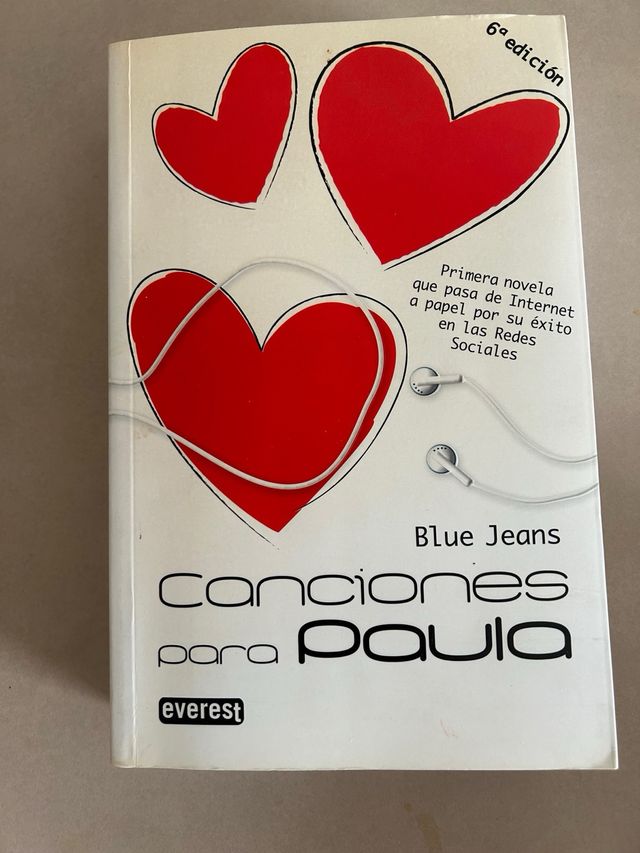 6ª edición
Primera novela
que pasa de Internet
a papel por su éxito
en las Redes
Sociales
Blue Jeans
Canciones
para Paula
everest